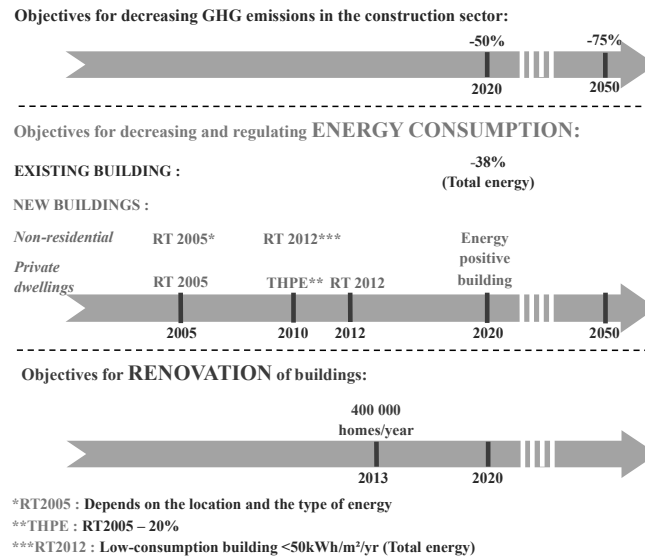 Objectives for decreasing GHG emissions in the construction sector:
-50% -75%
2020 2050
Objectives for decreasing and regulating ENERGY CONSUMPTION:
EXISTING BUILDING : -38%
(Total energy)
NEW BUILDINGS :
Non-residential RT 2005* RT 2012*** Energy
positive
building
Private
dwellings RT 2005 THPE** RT 2012
2005 2010 2012 2020 2050
Objectives for RENOVATION of buildings:
400 000
homes/year
2013 2020
*RT2005 : Depends on the location and the type of energy
**THPE : RT2005 – 20%
***RT2012 : Low-consumption building <50kWh/m²/yr (Total energy)